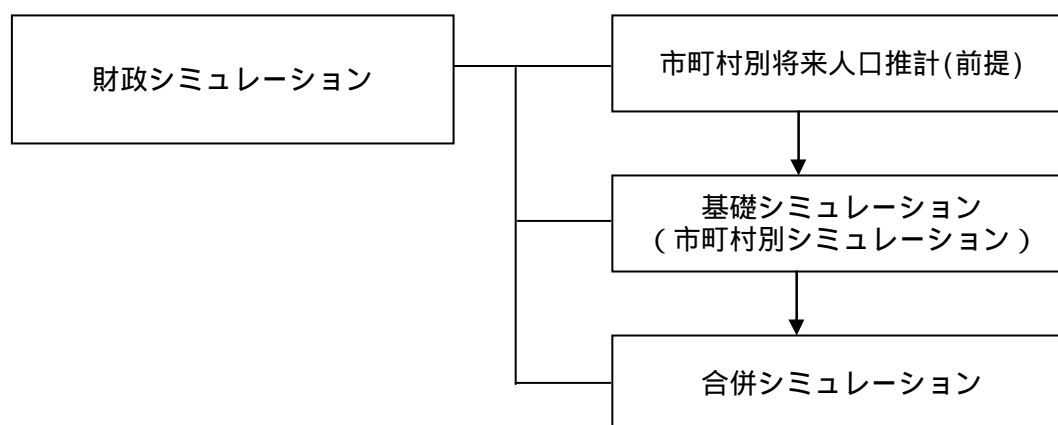 財政シミュレーション
市町村別将来人口推計(前提)
基礎シミュレーション
(市町村別シミュレーション)
合併シミュレーション